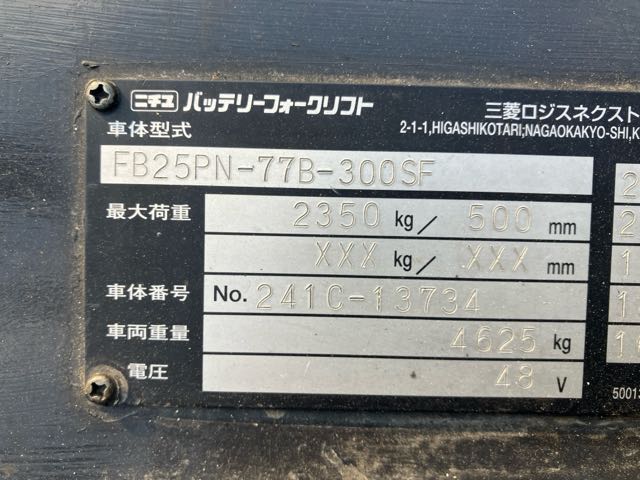 ニチユ バッテリーフォークリフト
三菱ロジスネクスト
車体型式
2-1-1,HIGASHIKOTARI,NAGAOKAKYO-SHI,K
FB25PN-77B-300SF
最大荷重 2350 kg/ 500 mm
XXX kg/ XXX mm
車体番号 No. 241C-13734
車両重量 4625 kg
電圧 48 V
50013